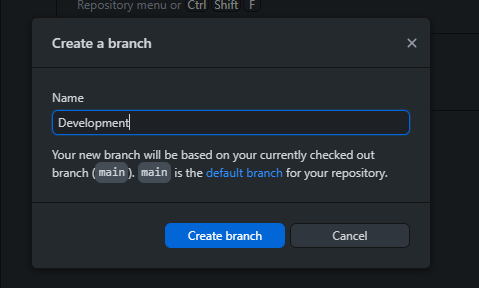 Repository menu or Ctrl Shift F
Create a branch
Name
Development
Your new branch will be based on your currently checked out
branch (main). main is the default branch for your repository.
Create branch Cancel